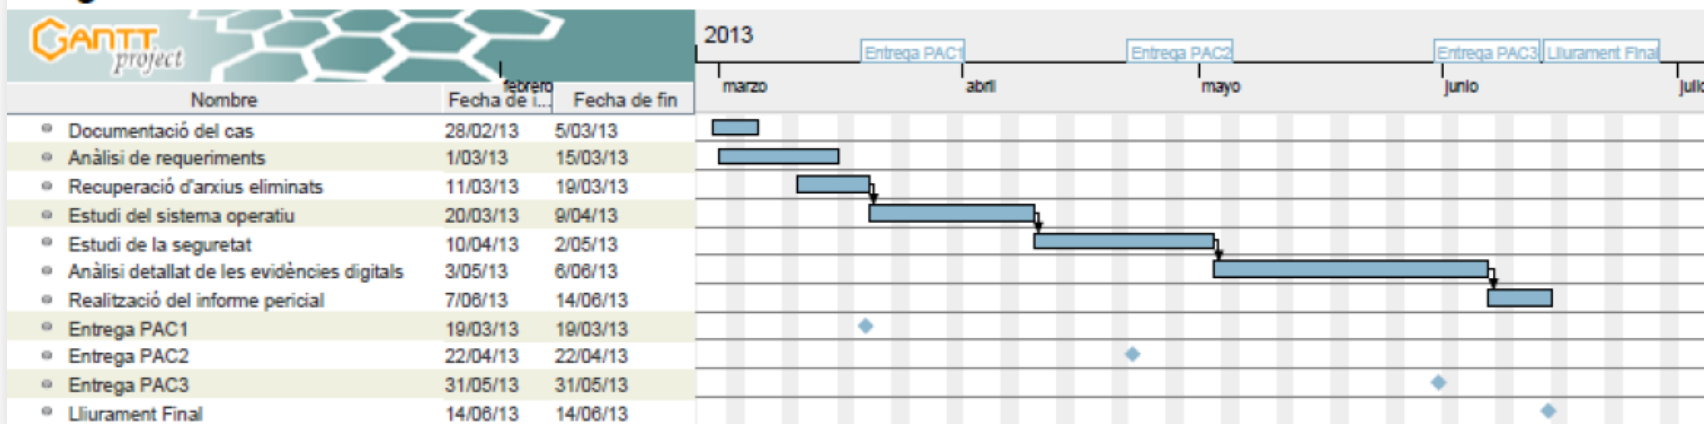 GANTT
project
2013
Entrega PAC1
Entrega PAC2
Entrega PAC3
Lliurament Final
febrero
marzo
abril
mayo
junio
Nombre Fecha de i... Fecha de fin
Documentació del cas 28/02/13 5/03/13
Anàlisi de requeriments 1/03/13 15/03/13
Recuperació d'arxius eliminats 11/03/13 19/03/13
Estudi del sistema operatiu 20/03/13 9/04/13
Estudi de la seguretat 10/04/13 2/05/13
Anàlisi detallat de les evidències digitals 3/05/13 6/06/13
Realització del informe pericial 7/06/13 14/06/13
Entrega PAC1 19/03/13 19/03/13
Entrega PAC2 22/04/13 22/04/13
Entrega PAC3 31/05/13 31/05/13
Lliurament Final 14/06/13 14/06/13